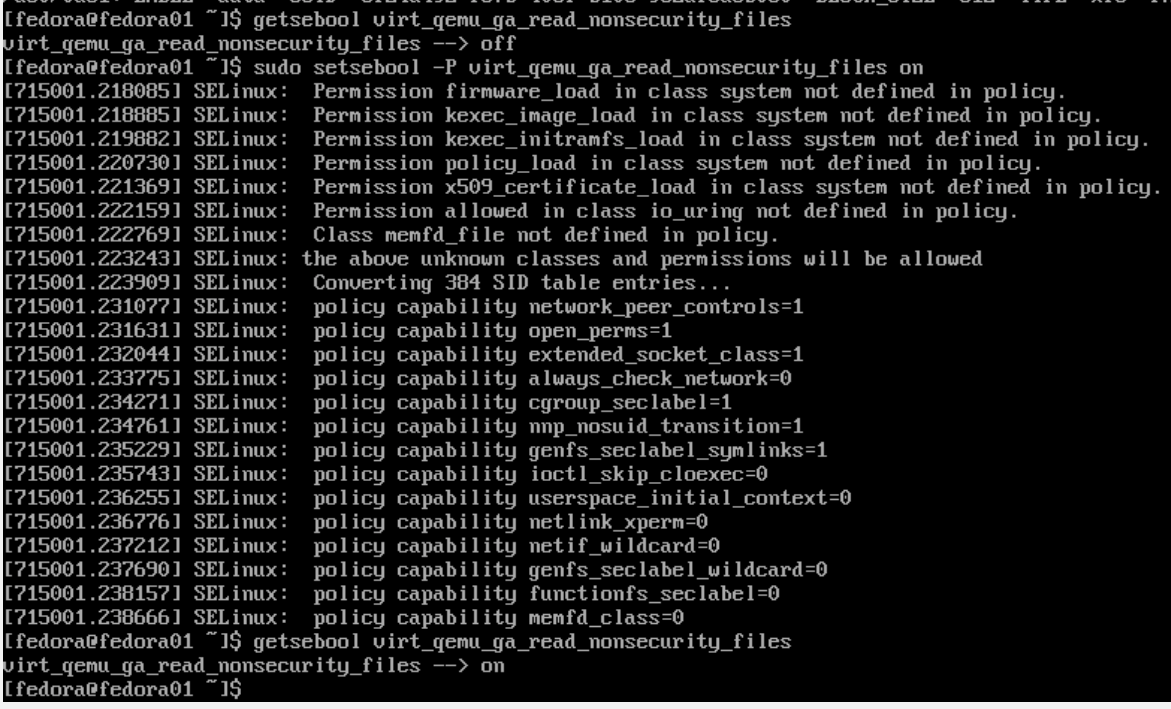 [fedora@fedora01 ~]$ getsebool virt_qemu_ga_read_nonsecurity_files
virt_qemu_ga_read_nonsecurity_files --> off
[fedora@fedora01 ~]$ sudo setsebool -P virt_qemu_ga_read_nonsecurity_files on
[715001.218085] SELinux:  Permission firmware_load in class system not defined in policy.
[715001.218885] SELinux:  Permission kexec_image_load in class system not defined in policy.
[715001.219882] SELinux:  Permission kexec_initramfs_load in class system not defined in policy.
[715001.220730] SELinux:  Permission policy_load in class system not defined in policy.
[715001.221369] SELinux:  Permission x509_certificate_load in class system not defined in policy.
[715001.222159] SELinux:  Permission allowed in class io_uring not defined in policy.
[715001.222769] SELinux:  Class memfd_file not defined in policy.
[715001.223243] SELinux: the above unknown classes and permissions will be allowed
[715001.223909] SELinux:  Converting 384 SID table entries...
[715001.231077] SELinux:  policy capability network_peer_controls=1
[715001.231631] SELinux:  policy capability open_perms=1
[715001.232044] SELinux:  policy capability extended_socket_class=1
[715001.233775] SELinux:  policy capability always_check_network=0
[715001.234271] SELinux:  policy capability cgroup_seclabel=1
[715001.234761] SELinux:  policy capability nnp_nosuid_transition=1
[715001.235229] SELinux:  policy capability genfs_seclabel_symlinks=1
[715001.235743] SELinux:  policy capability ioctl_skip_cloexec=0
[715001.236255] SELinux:  policy capability userspace_initial_context=0
[715001.236776] SELinux:  policy capability netlink_xperm=0
[715001.237212] SELinux:  policy capability netif_wildcard=0
[715001.237690] SELinux:  policy capability genfs_seclabel_wildcard=0
[715001.238157] SELinux:  policy capability functionfs_seclabel=0
[715001.238666] SELinux:  policy capability memfd_class=0
[fedora@fedora01 ~]$ getsebool virt_qemu_ga_read_nonsecurity_files
virt_qemu_ga_read_nonsecurity_files --> on
[fedora@fedora01 ~]$